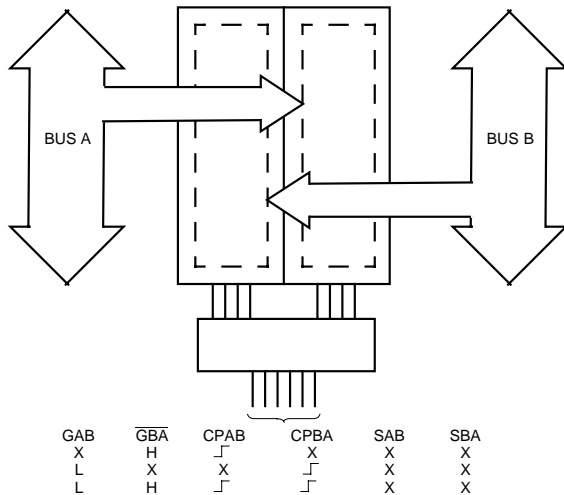 BUS A
BUS B
GAB GBA CPAB CPBA SAB SBA
X H X X X
L X X X X
L H X X